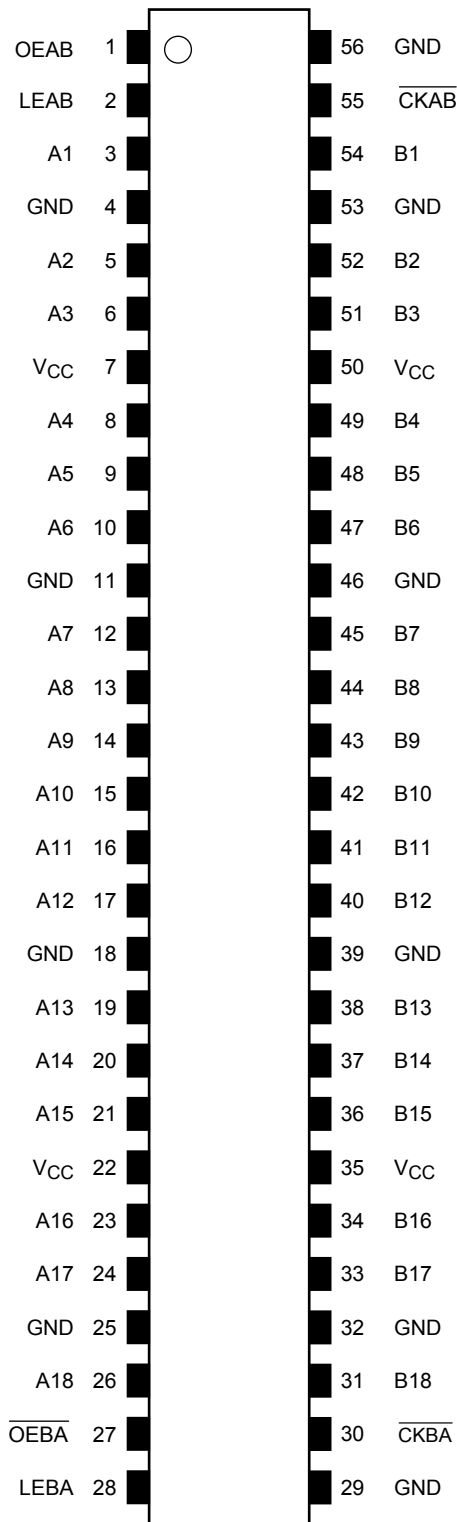 OEAB 1 56 GND
LEAB 2 55 C̅K̅A̅B̅
A1 3 54 B1
GND 4 53 GND
A2 5 52 B2
A3 6 51 B3
VCC 7 50 VCC
A4 8 49 B4
A5 9 48 B5
A6 10 47 B6
GND 11 46 GND
A7 12 45 B7
A8 13 44 B8
A9 14 43 B9
A10 15 42 B10
A11 16 41 B11
A12 17 40 B12
GND 18 39 GND
A13 19 38 B13
A14 20 37 B14
A15 21 36 B15
VCC 22 35 VCC
A16 23 34 B16
A17 24 33 B17
GND 25 32 GND
A18 26 31 B18
O̅E̅B̅A̅ 27 30 C̅K̅B̅A̅
LEBA 28 29 GND